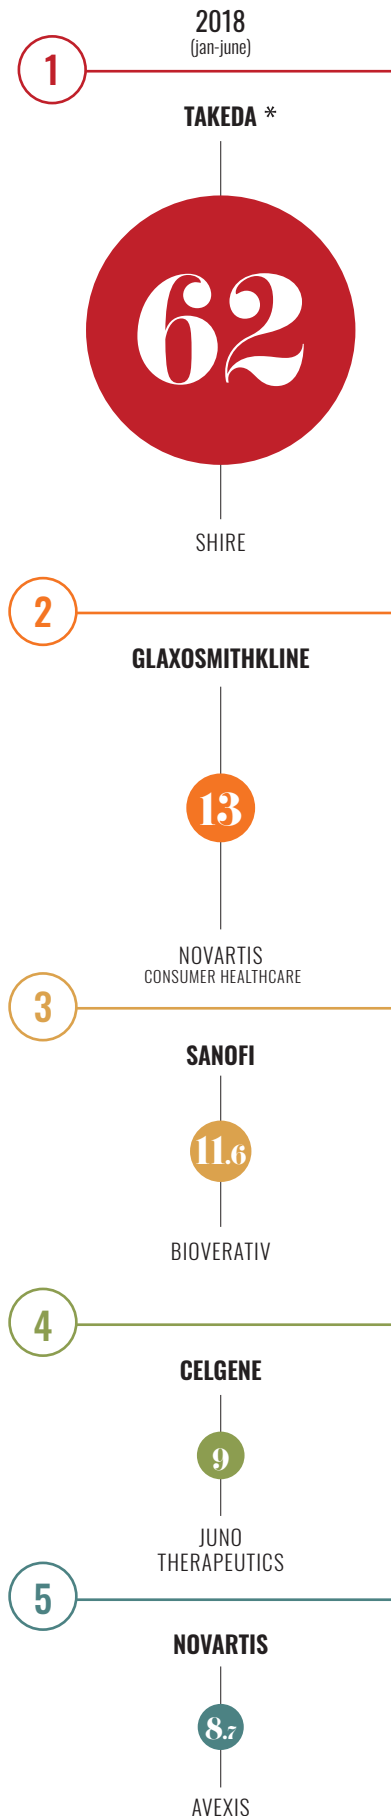 2018
(jan-june)
1
TAKEDA *
62
SHIRE
2
GLAXOSMITHKLINE
13
NOVARTIS
CONSUMER HEALTHCARE
3
SANOFI
11.6
BIOVERATIV
4
CELGENE
9
JUNO
THERAPEUTICS
5
NOVARTIS
8.7
AVEXIS